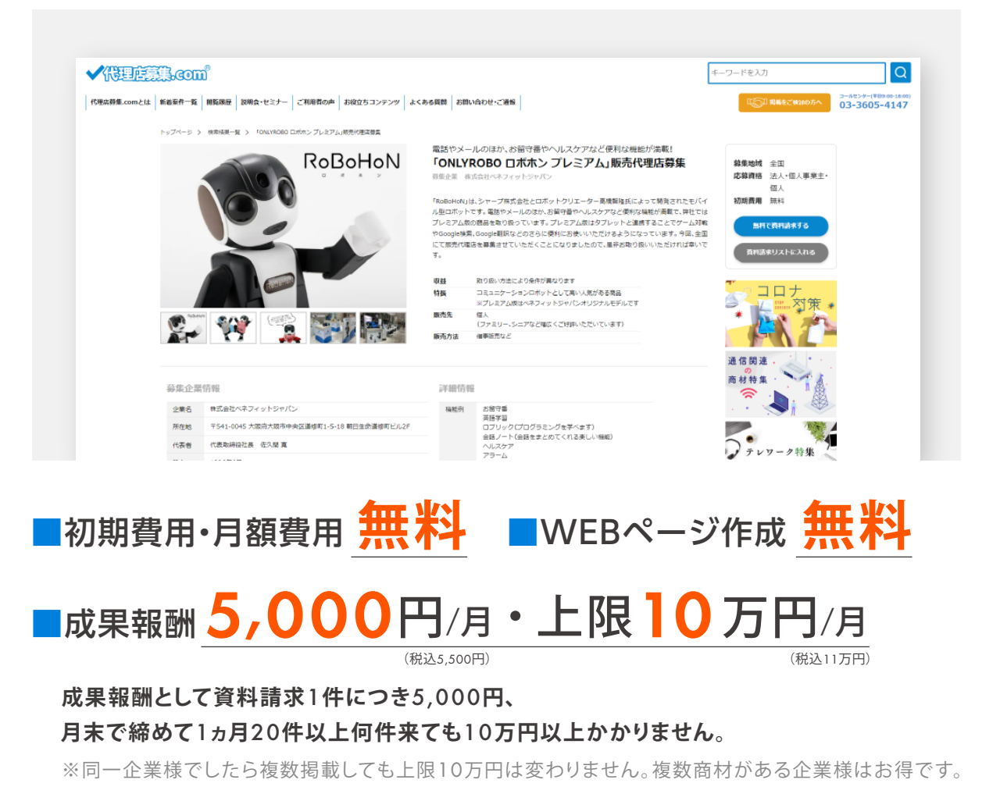 代理店募集.com
キーワードを入力
代理店募集.comとは 新着案件一覧 閲覧履歴 説明会・セミナー ご利用者の声 お役立ちコンテンツ よくある質問 お問い合わせ・ご通報
掲載をご検討の方へ
コールセンター(平日9:00-18:00)
03-3605-4147
トップページ > 検索結果一覧 > 「ONLYROBO ロボホン プレミアム」販売代理店募集
RoBoHoN
ロボホン
電話やメールのほか、お留守番やヘルスケアなど便利な機能が満載!
「ONLYROBO ロボホン プレミアム」販売代理店募集
募集企業 株式会社ベネフィットジャパン
「RoBoHoN」は、シャープ株式会社とロボットクリエーター高橋智隆氏によって開発されたモバイ
ル型ロボットです。電話やメールのほか、お留守番やヘルスケアなど便利な機能が満載で、弊社では
プレミアム版の商品を取り扱っています。プレミアム版はタブレットと連携することでゲーム対戦
やGoogle検索、Google翻訳などのさらに便利にお使いいただけるようになっています。今回、全国
にて販売代理店を募集させていただくことになりましたので、是非お取り扱いいただければ幸いで
す。
収益 取り扱い方法により条件が異なります
特長 コミュニケーションロボットとして高い人気がある商品
※プレミアム版はベネフィットジャパンオリジナルモデルです
販売先 個人
(ファミリー、シニアなど幅広くご好評いただいています)
販売方法 催事販売など
募集地域 全国
応募資格 法人・個人事業主・
個人
初期費用 無料
無料で資料請求する
資料請求リストに入れる
コロナ
対策
通信関連
の
商材特集
テレワーク特集
募集企業情報
企業名 株式会社ベネフィットジャパン
所在地 〒541-0045 大阪府大阪市中央区道修町1-5-18 朝日生命道修町ビル2F
代表者 代表取締役社長 佐久間 寛
詳細情報
機能例 お留守番
英語学習
ロブリック(プログラミングを学べます)
会話ノート(会話をまとめてくれる楽しい機能)
ヘルスケア
アラーム
■初期費用・月額費用 無料 ■WEBページ作成 無料
■成果報酬 5,000円/月・上限10万円/月
(税込5,500円) (税込11万円)
成果報酬として資料請求1件につき5,000円、
月末で締めて1ヵ月20件以上何件来ても10万円以上かかりません。
※同一企業様でしたら複数掲載しても上限10万円は変わりません。複数商材がある企業様はお得です。